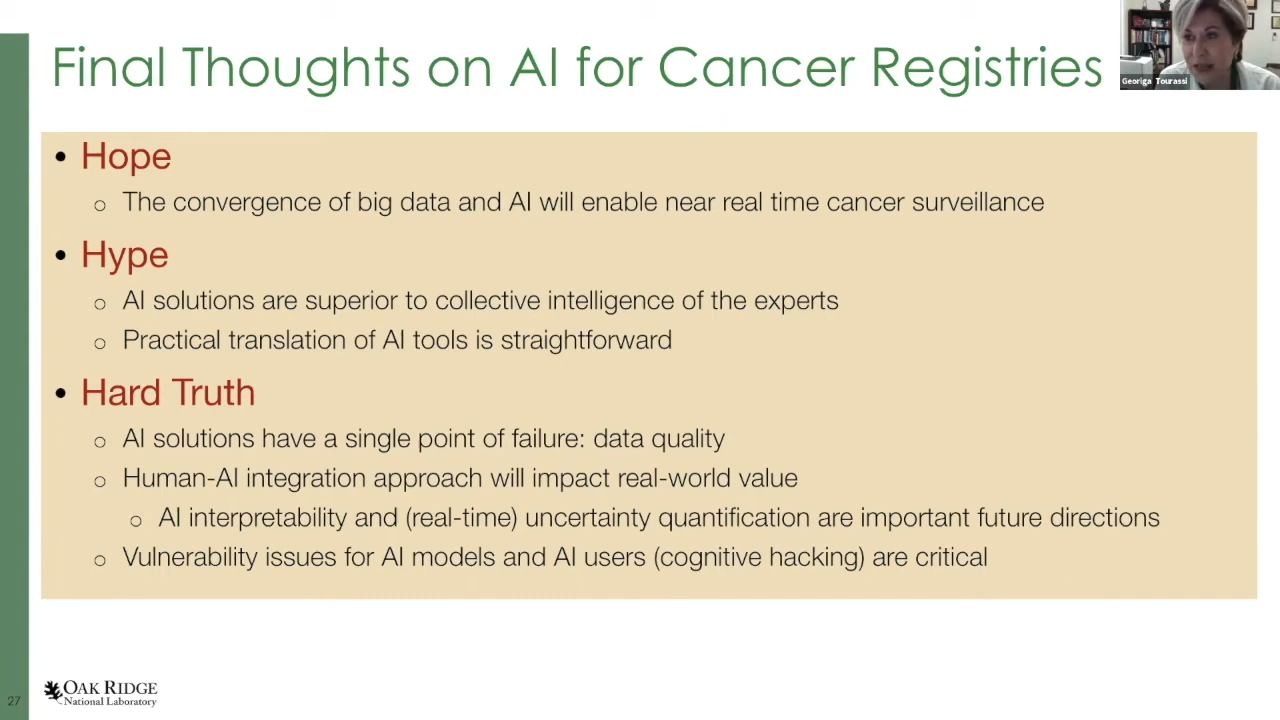 Final Thoughts on AI for Cancer Registries
Georiga Tourassi
• Hope
○ The convergence of big data and AI will enable near real time cancer surveillance
• Hype
○ AI solutions are superior to collective intelligence of the experts
○ Practical translation of AI tools is straightforward
• Hard Truth
○ AI solutions have a single point of failure: data quality
○ Human-AI integration approach will impact real-world value
○ AI interpretability and (real-time) uncertainty quantification are important future directions
○ Vulnerability issues for AI models and AI users (cognitive hacking) are critical
27
OAK RIDGE
National Laboratory